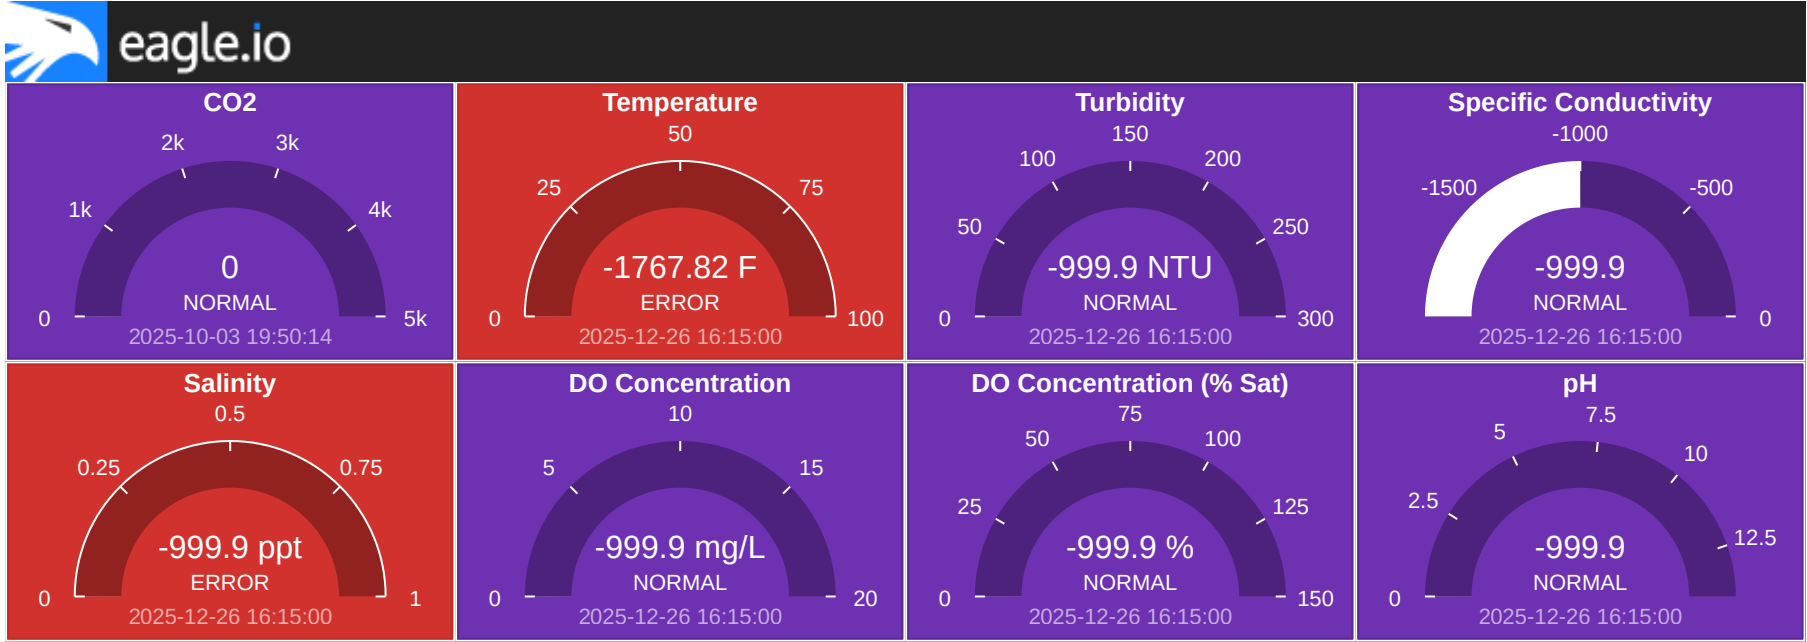 eagle.io
CO2
2k
3k
1k
4k
0
NORMAL
0
5k
2025-10-03 19:50:14
Temperature
50
25
75
-1767.82 F
ERROR
0
100
2025-12-26 16:15:00
Turbidity
150
100
200
50
250
-999.9 NTU
NORMAL
0
300
2025-12-26 16:15:00
Specific Conductivity
-1000
-1500
-500
-999.9
NORMAL
0
2025-12-26 16:15:00
Salinity
0.5
0.25
0.75
-999.9 ppt
ERROR
0
1
2025-12-26 16:15:00
DO Concentration
10
5
15
-999.9 mg/L
NORMAL
0
20
2025-12-26 16:15:00
DO Concentration (% Sat)
75
50
100
25
125
-999.9 %
NORMAL
0
150
2025-12-26 16:15:00
pH
7.5
5
10
2.5
12.5
-999.9
NORMAL
0
2025-12-26 16:15:00